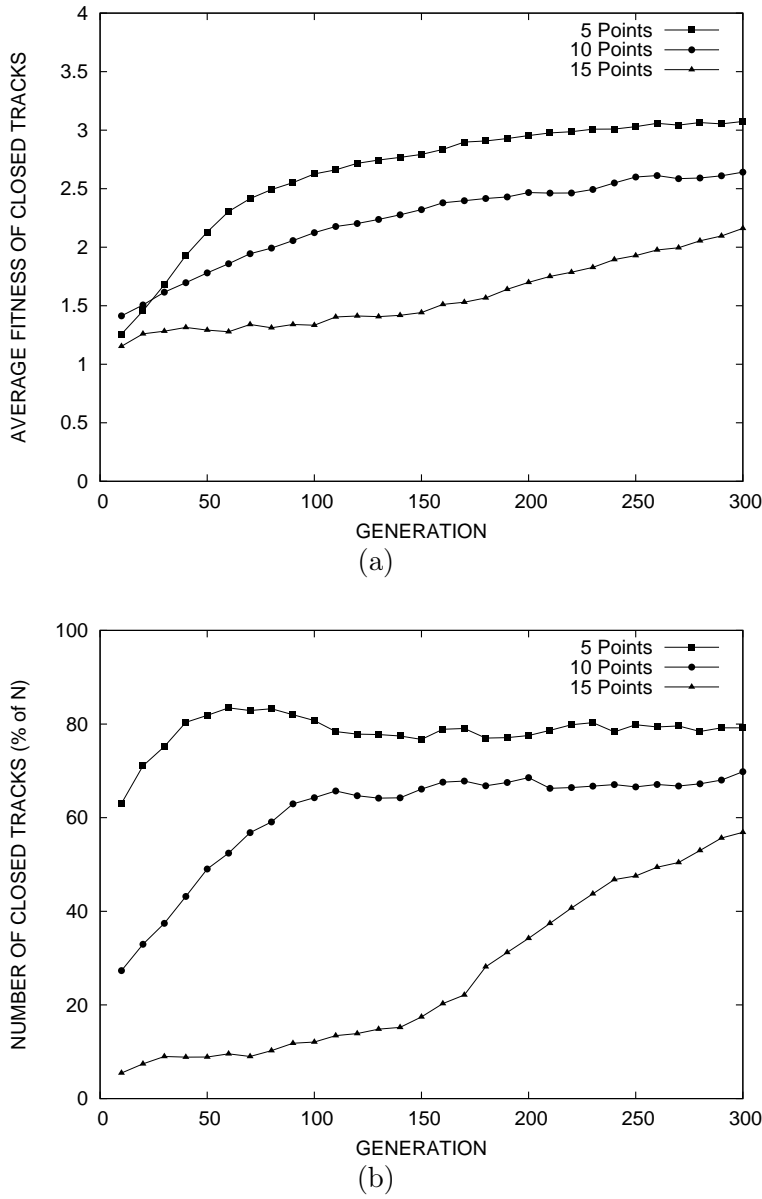 AVERAGE FITNESS OF CLOSED TRACKS
4
3.5
3
2.5
2
1.5
1
0.5
0
5 Points
10 Points
15 Points
0 50 100 150 200 250 300
GENERATION
(a)
NUMBER OF CLOSED TRACKS (% of N)
100
80
60
40
20
0
5 Points
10 Points
15 Points
0 50 100 150 200 250 300
GENERATION
(b)